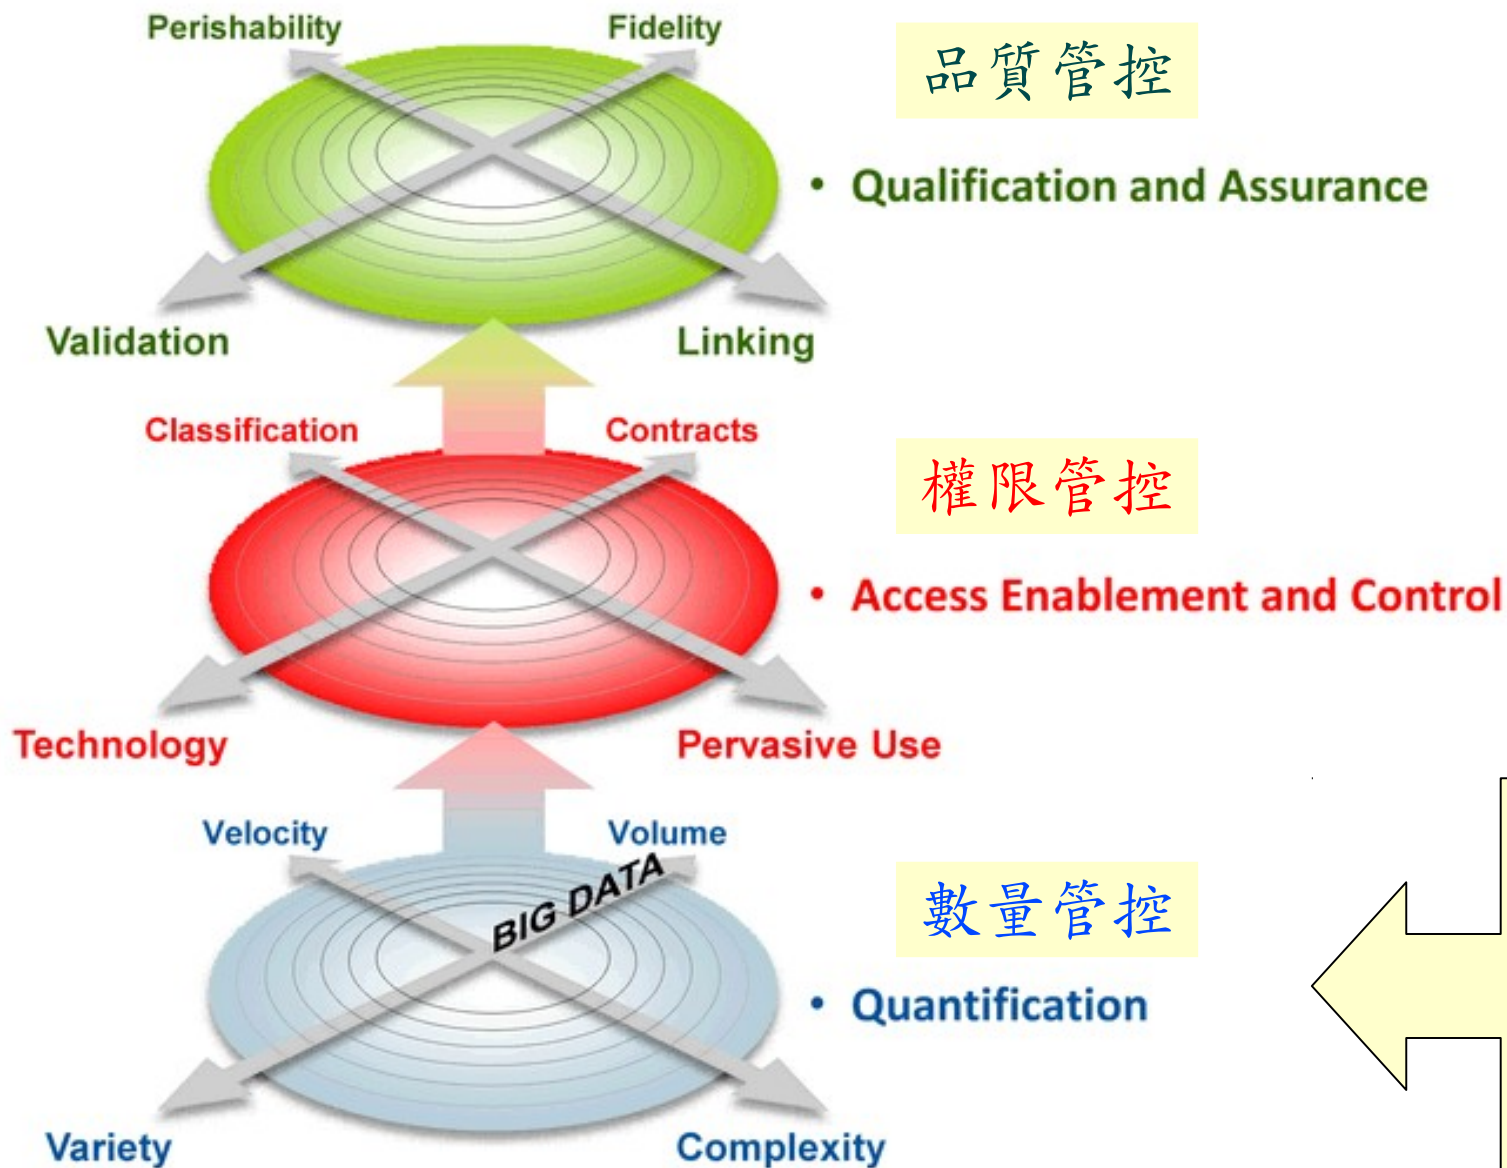 Perishability
Fidelity
品質管控
• Qualification and Assurance
Validation
Linking
Classification
Contracts
權限管控
• Access Enablement and Control
Technology
Pervasive Use
Velocity
Volume
BIG DATA
數量管控
• Quantification
Variety
Complexity